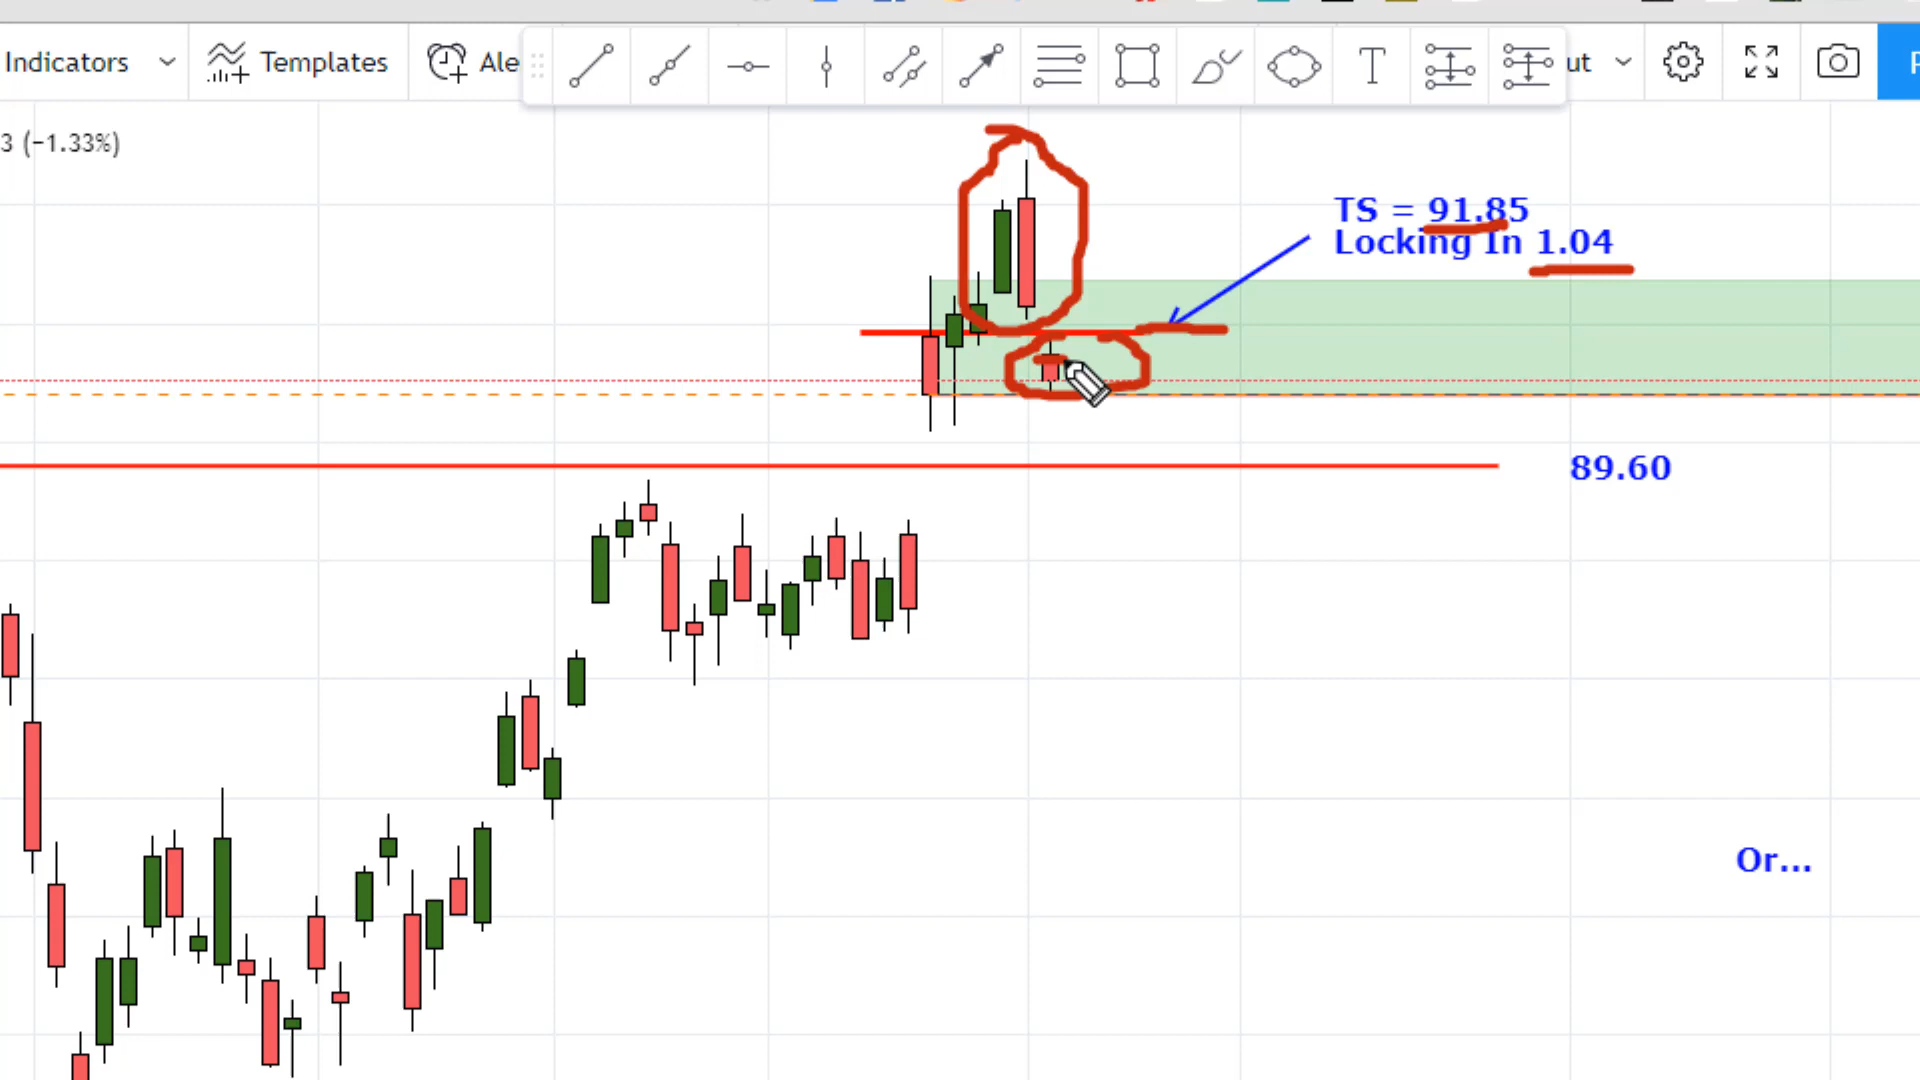 Indicators
Templates
Ale
ut
3 (−1.33%)
TS = 91.85
Locking In 1.04
89.60
Or...